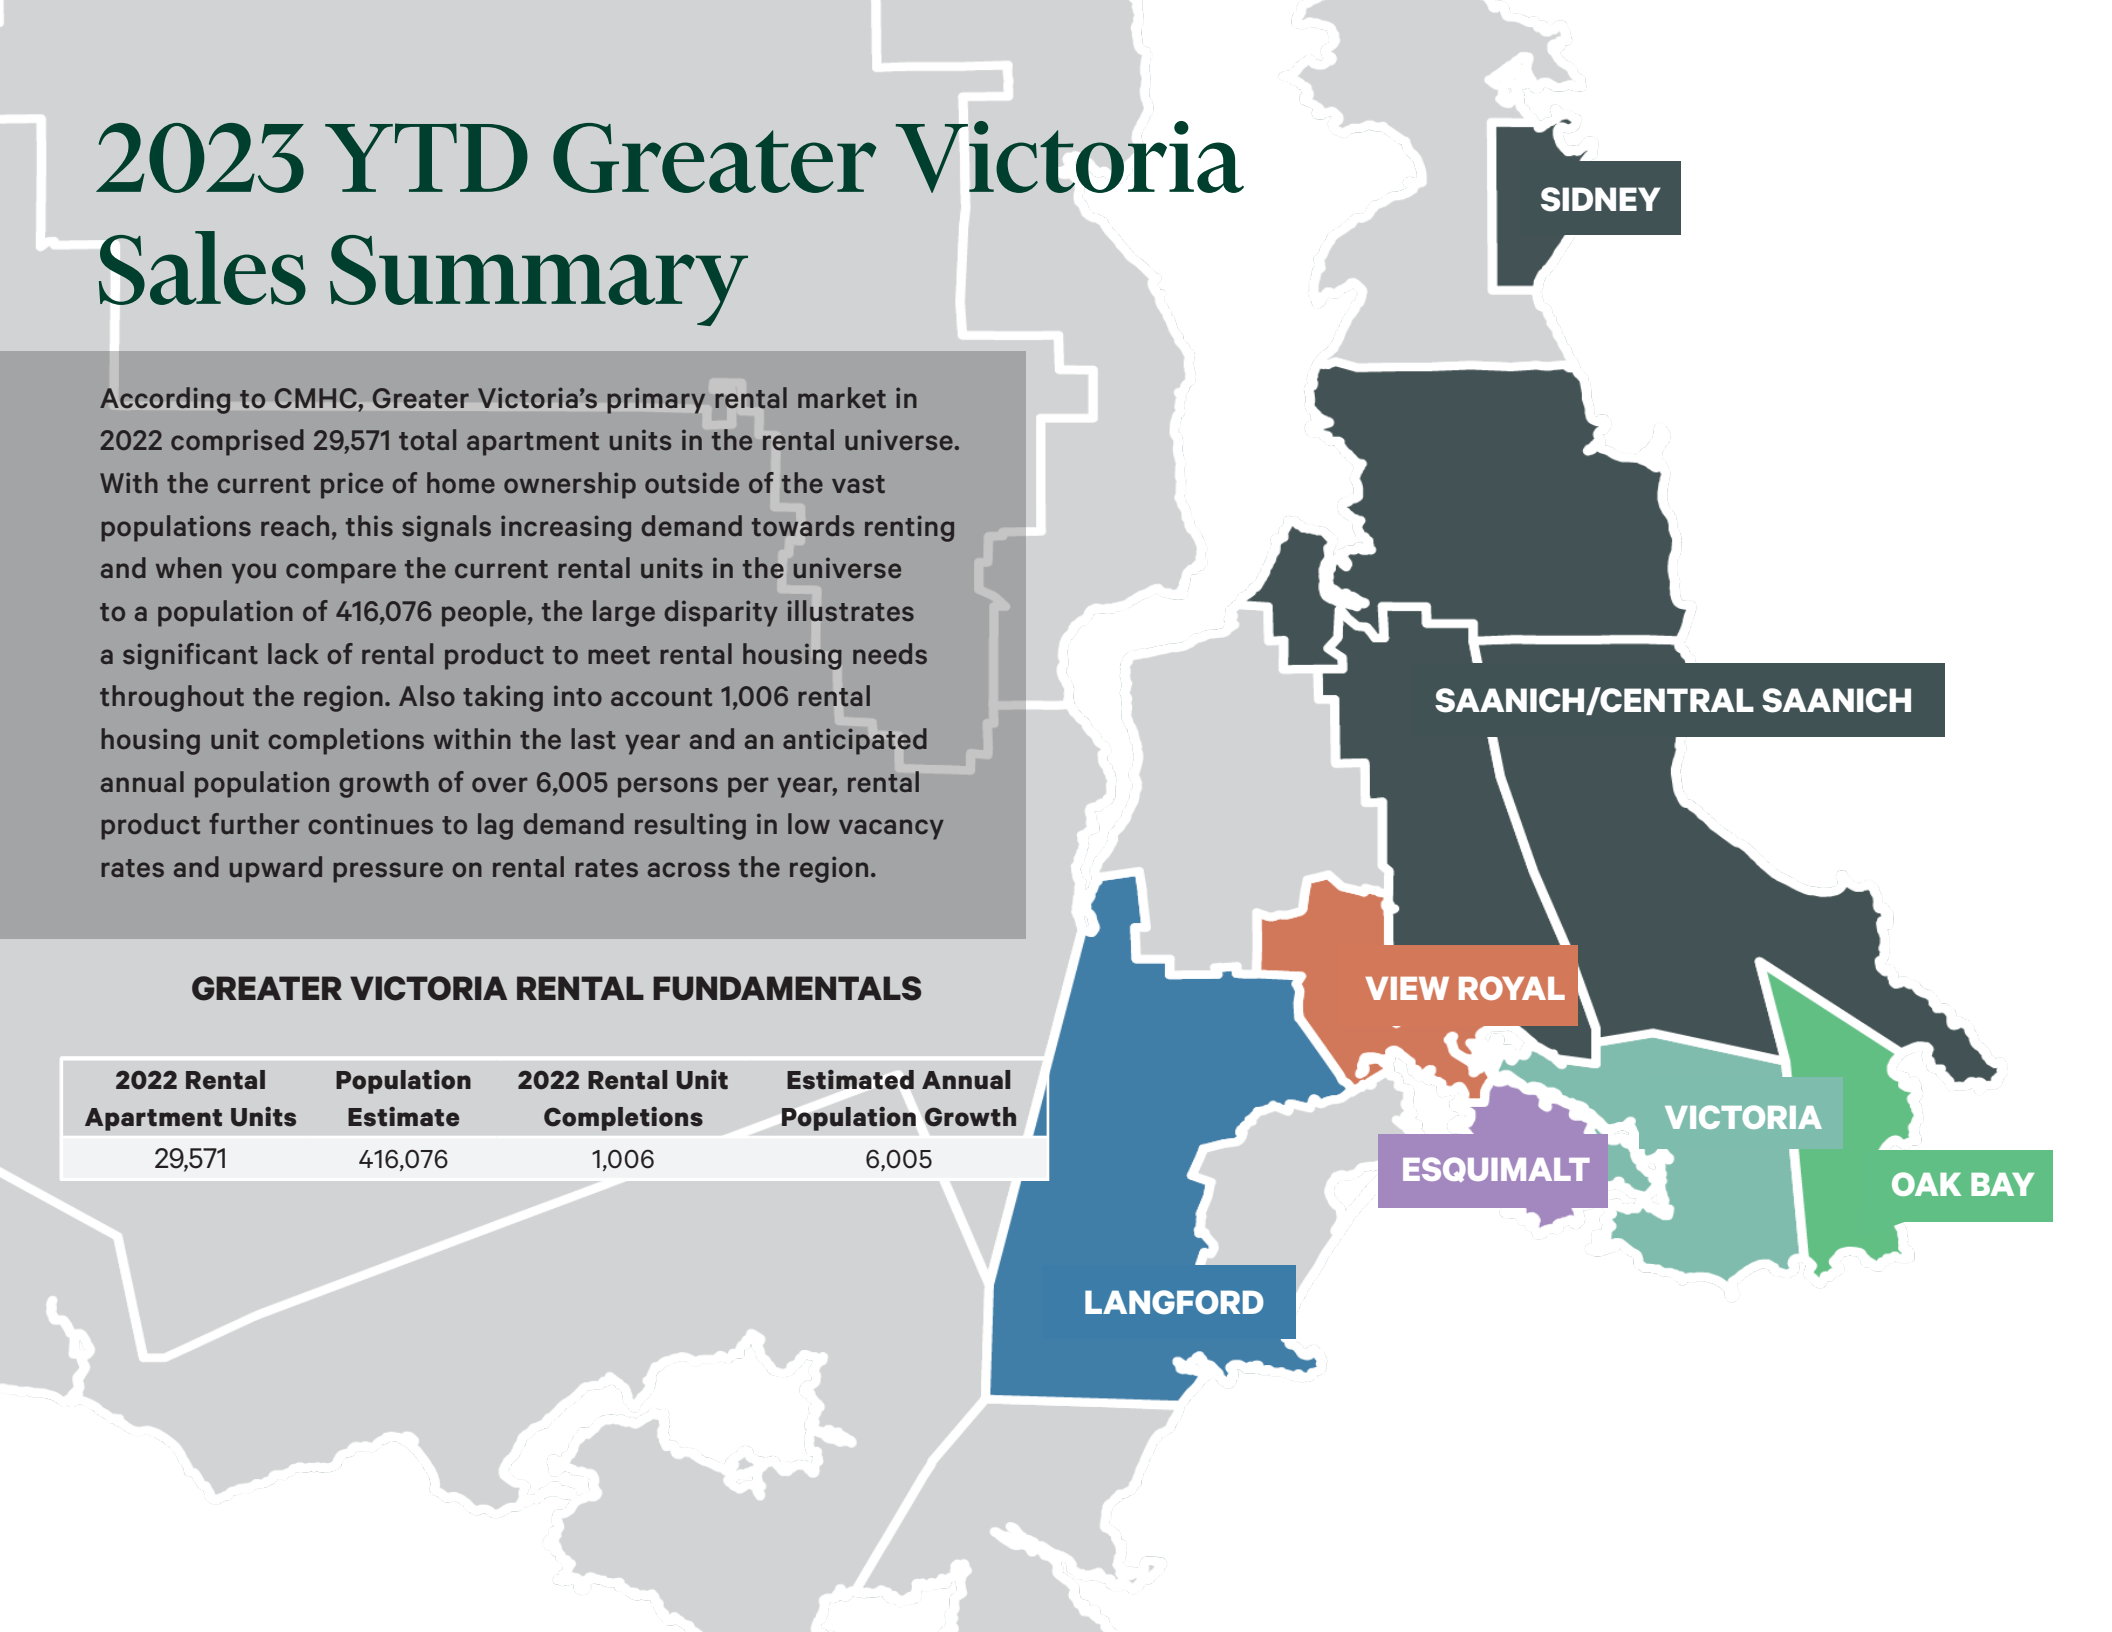 2023 YTD Greater Victoria
Sales Summary
According to CMHC, Greater Victoria’s primary rental market in
2022 comprised 29,571 total apartment units in the rental universe.
With the current price of home ownership outside of the vast
populations reach, this signals increasing demand towards renting
and when you compare the current rental units in the universe
to a population of 416,076 people, the large disparity illustrates
a significant lack of rental product to meet rental housing needs
throughout the region. Also taking into account 1,006 rental
housing unit completions within the last year and an anticipated
annual population growth of over 6,005 persons per year, rental
product further continues to lag demand resulting in low vacancy
rates and upward pressure on rental rates across the region.
GREATER VICTORIA RENTAL FUNDAMENTALS
2022 Rental Population 2022 Rental Unit Estimated Annual
Apartment Units Estimate Completions Population Growth
29,571 416,076 1,006 6,005
SIDNEY
SAANICH/CENTRAL SAANICH
VIEW ROYAL
VICTORIA
ESQUIMALT
OAK BAY
LANGFORD